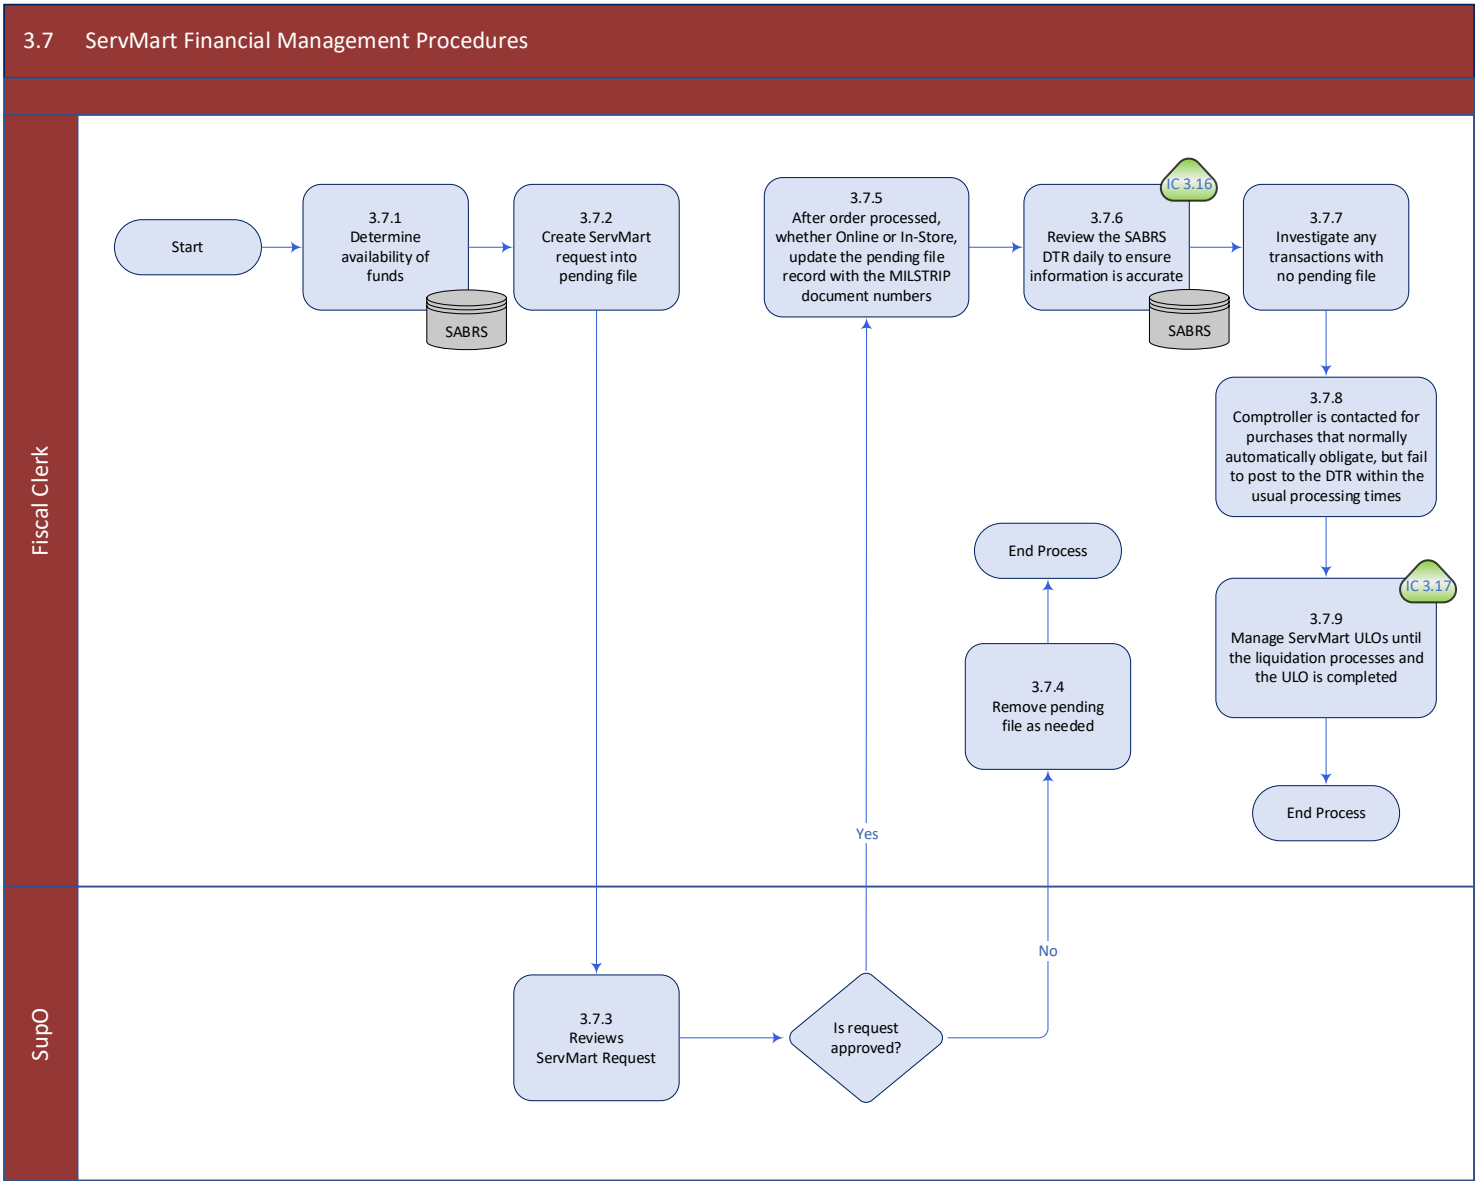 3.7 ServMart Financial Management Procedures
Fiscal Clerk
Start
3.7.1
Determine
availability of
funds
SABRS
3.7.2
Create ServMart
request into
pending file
3.7.5
After order processed,
whether Online or In-Store,
update the pending file
record with the MILSTRIP
document numbers
IC 3.16
3.7.6
Review the SABRS
DTR daily to ensure
information is accurate
SABRS
3.7.7
Investigate any
transactions with
no pending file
3.7.8
Comptroller is contacted for
purchases that normally
automatically obligate, but fail
to post to the DTR within the
usual processing times
End Process
IC 3.17
3.7.9
Manage ServMart ULOs until
the liquidation processes and
the ULO is completed
3.7.4
Remove pending
file as needed
End Process
Yes
No
SupO
3.7.3
Reviews
ServMart Request
Is request
approved?